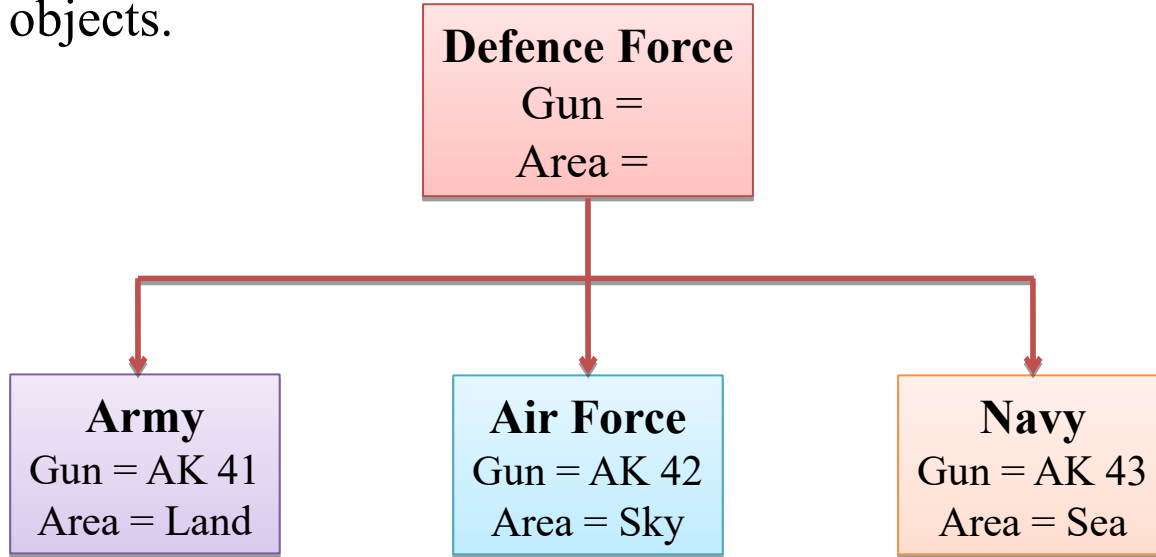 objects.
Defence Force
Gun =
Area =
Army
Gun = AK 41
Area = Land
Air Force
Gun = AK 42
Area = Sky
Navy
Gun = AK 43
Area = Sea